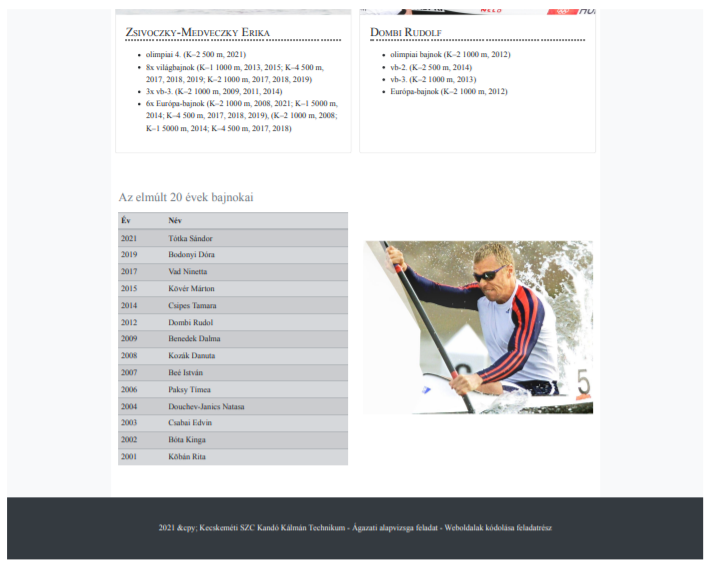 Zsivoczky-Medveczky Erika
olimpiai 4. (K–2 500 m, 2021)
8x világbajnok (K–1 1000 m, 2013, 2015; K–4 500 m,
2017, 2018, 2019; K–2 1000 m, 2017, 2018, 2019)
3x vb-3. (K–2 1000 m, 2009, 2011, 2014)
6x Európa-bajnok (K–2 1000 m, 2008, 2021; K–1 5000 m,
2014; K–4 500 m, 2017, 2018, 2019), (K–2 1000 m, 2008;
K–1 5000 m, 2014; K–4 500 m, 2017, 2018)
Dombi Rudolf
olimpiai bajnok (K–2 1000 m, 2012)
vb-2. (K–2 500 m, 2014)
vb-3. (K–2 1000 m, 2013)
Európa-bajnok (K–2 1000 m, 2012)
Az elmúlt 20 évek bajnokai
Év Név
2021 Tótka Sándor
2019 Bodonyi Dóra
2017 Vad Ninetta
2015 Kövér Márton
2014 Csipes Tamara
2012 Dombi Rudol
2009 Benedek Dalma
2008 Kozák Danuta
2007 Beé István
2006 Paksy Tímea
2004 Douchev-Janics Natasa
2003 Csabai Edvin
2002 Bóta Kinga
2001 Kőbán Rita
5
2021 &cpy; Kecskeméti SZC Kandó Kálmán Technikum - Ágazati alapvizsga feladat - Weboldalak kódolása feladatrész